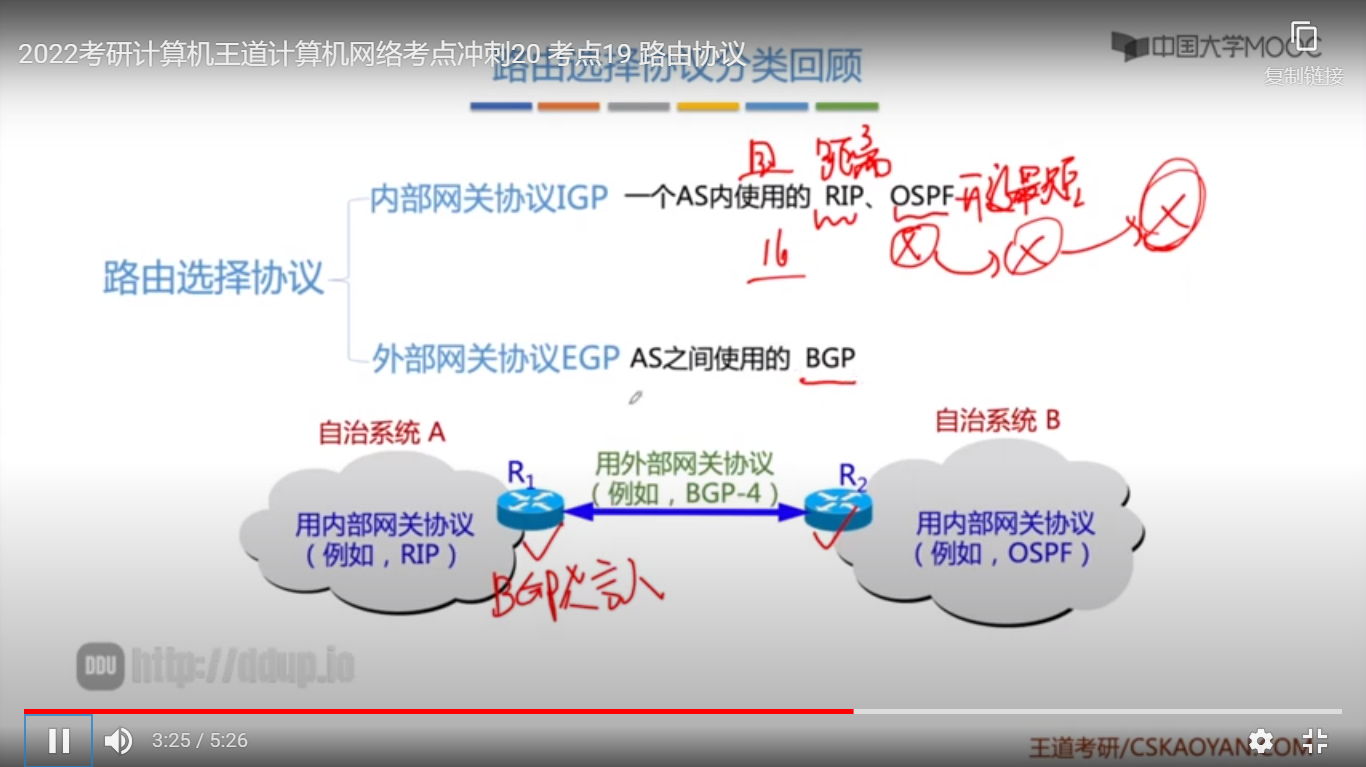 2022考研计算机王道计算机网络考点冲刺20 考点19 路由协议
中国大学MOOC
复制链接
路由选择协议分类回顾
距离
内部网关协议IGP 一个AS内使用的 RIP、OSPF
16
路由选择协议
外部网关协议EGP AS之间使用的 BGP
自治系统 A
自治系统 B
R1
用外部网关协议
(例如，BGP-4)
R2
用内部网关协议
(例如，RIP)
用内部网关协议
(例如，OSPF)
BGP发言人
DDU http://ddup.io
3:25 / 5:26
王道考研/CSKAOYAN.COM